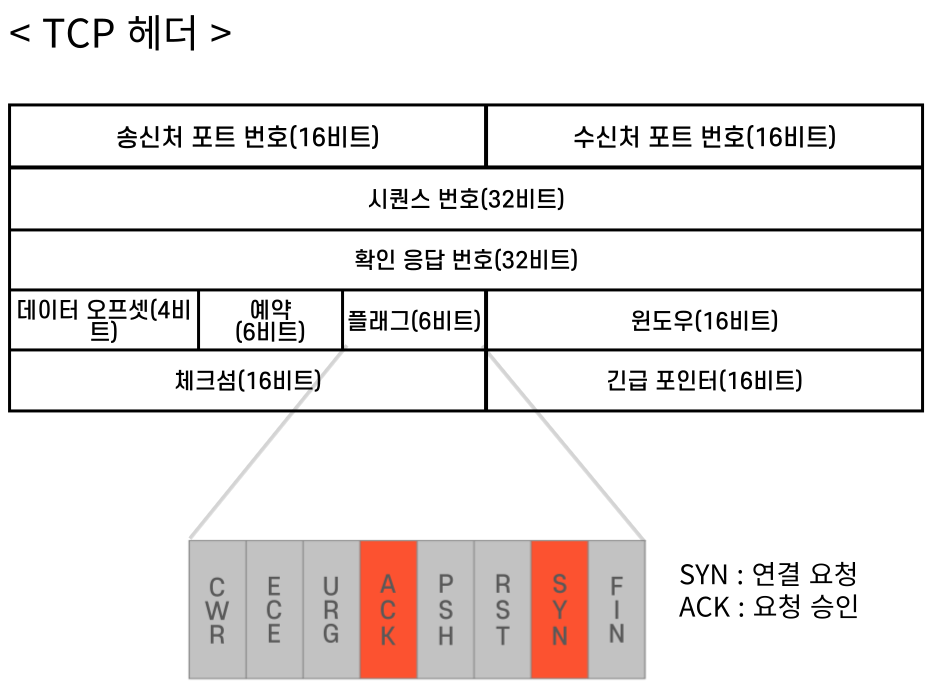 < TCP 헤더 >
송신처 포트 번호(16비트)
수신처 포트 번호(16비트)
시퀀스 번호(32비트)
확인 응답 번호(32비트)
데이터 오프셋(4비
트)
예약
(6비트)
플래그(6비트)
윈도우(16비트)
체크섬(16비트)
긴급 포인터(16비트)
CWR
ECE
URG
ACK
PSH
RST
SYN
FIN
SYN : 연결 요청
ACK : 요청 승인